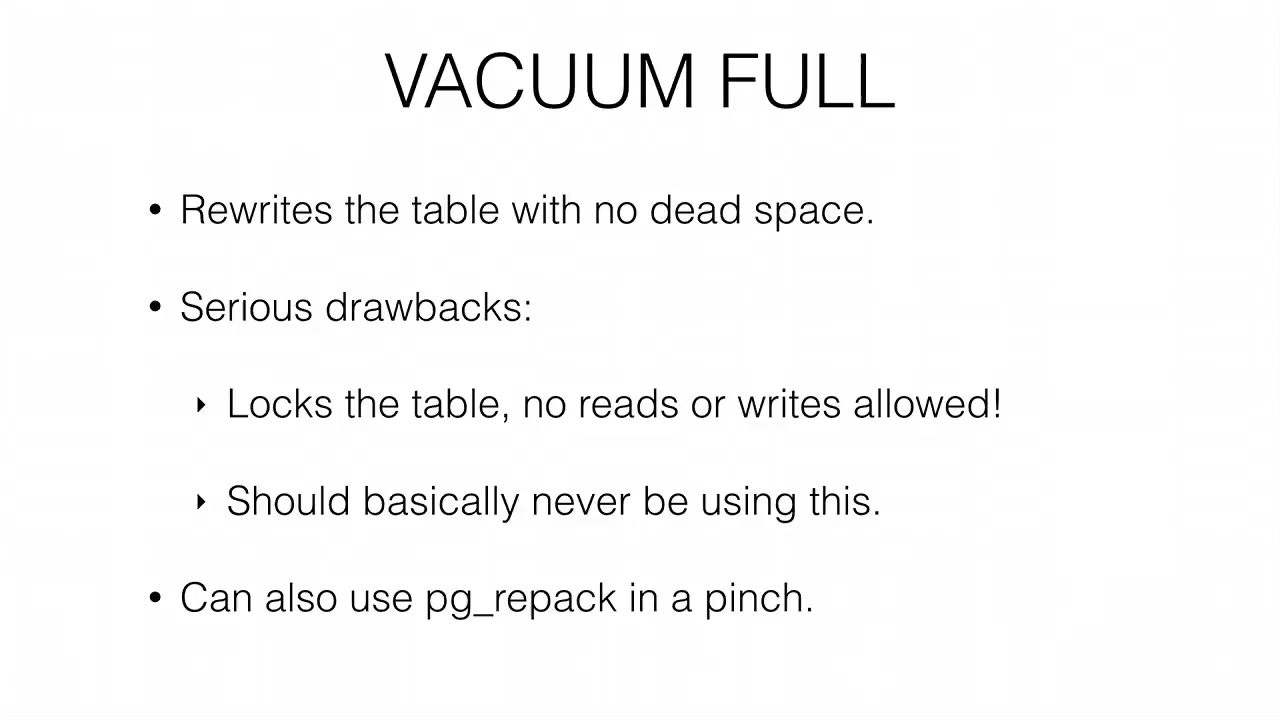 VACUUM FULL
• Rewrites the table with no dead space.
• Serious drawbacks:
‣ Locks the table, no reads or writes allowed!
‣ Should basically never be using this.
• Can also use pg_repack in a pinch.